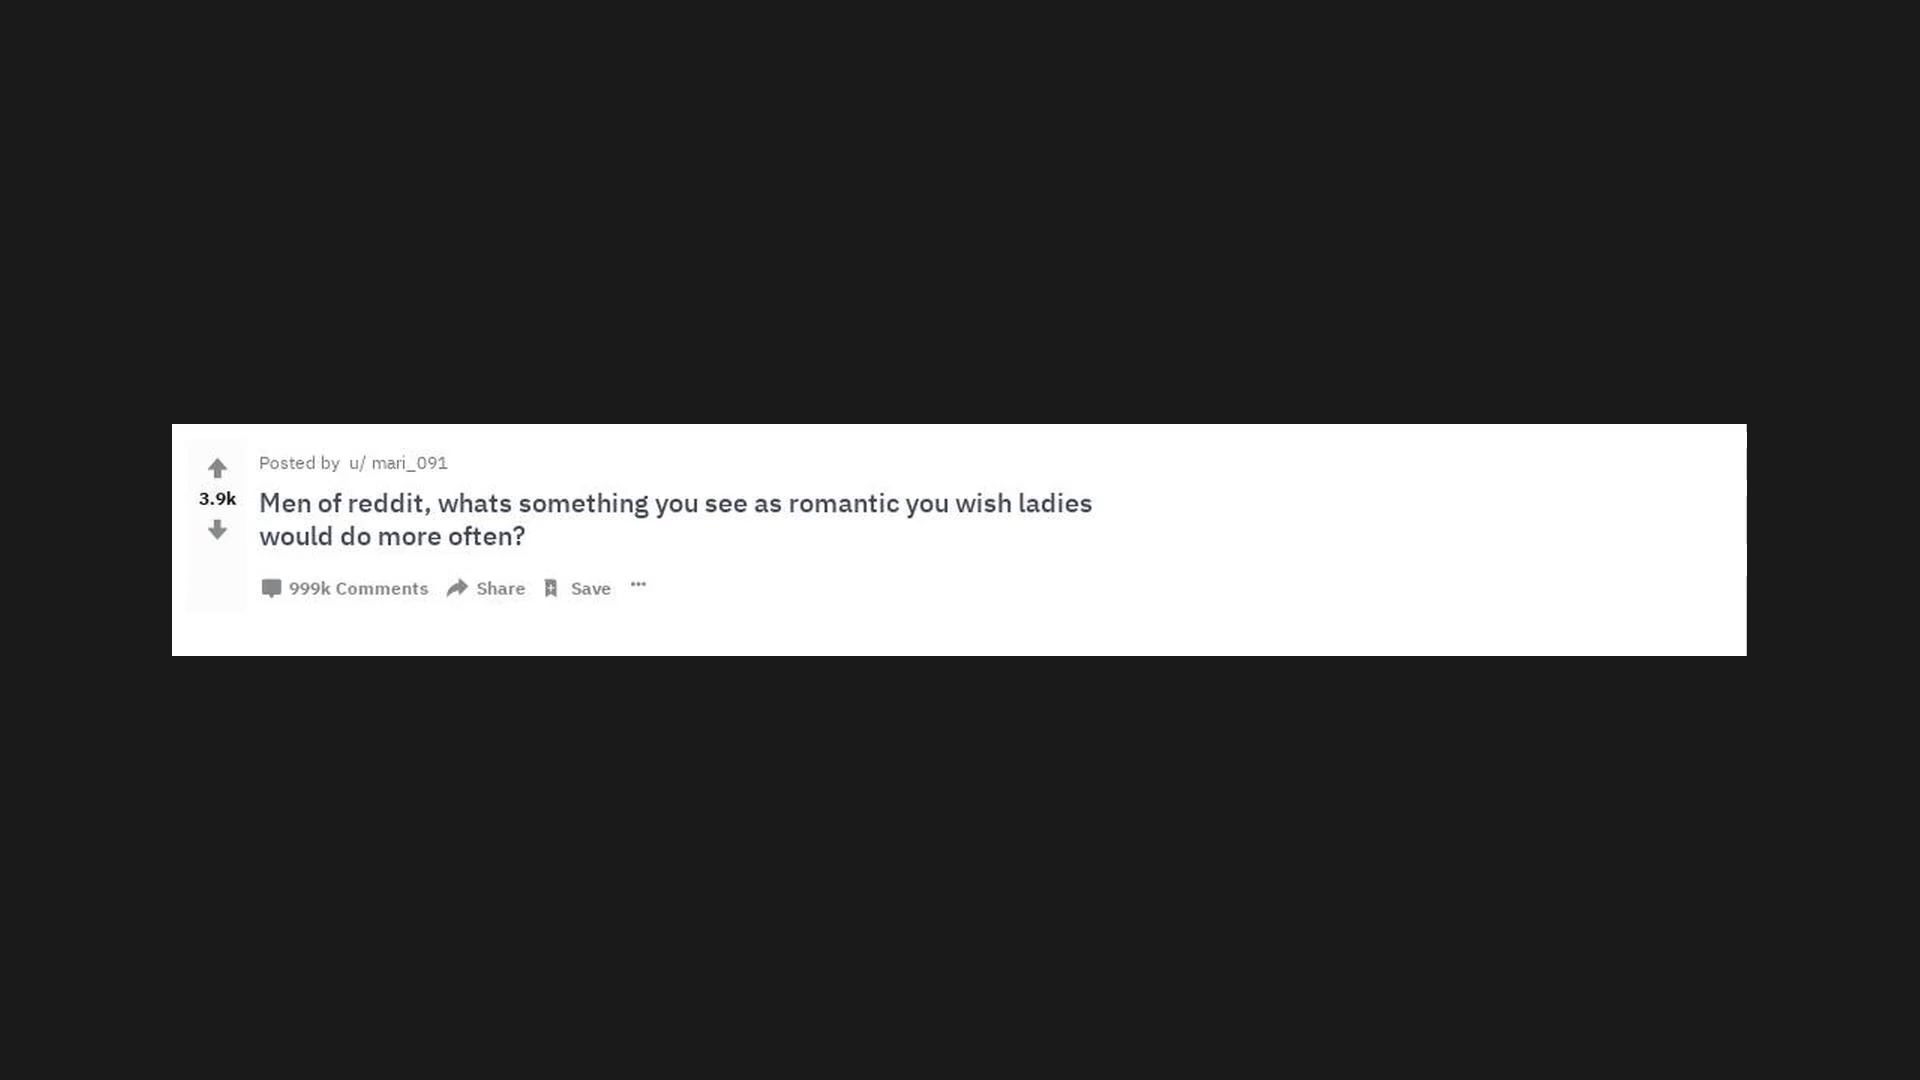 Posted by u/ mari_091
3.9k
Men of reddit, whats something you see as romantic you wish ladies
would do more often?
999k Comments Share Save ...